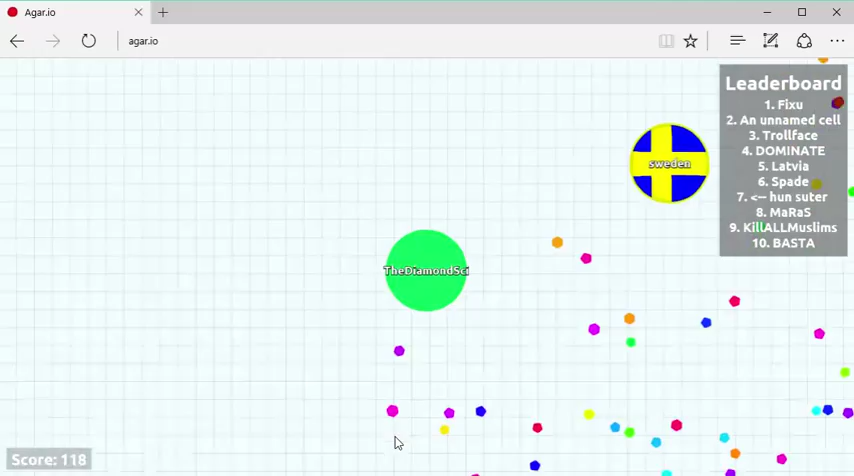 Agar.io
agar.io
Leaderboard
1. Fixu
2. An unnamed cell
3. Trollface
4. DOMINATE
5. Latvia
6. Spade
7. <-- hun suter
8. MaRaS
9. KillALLMuslims
10. BASTA
sweden
TheDiamondSci
Score: 118